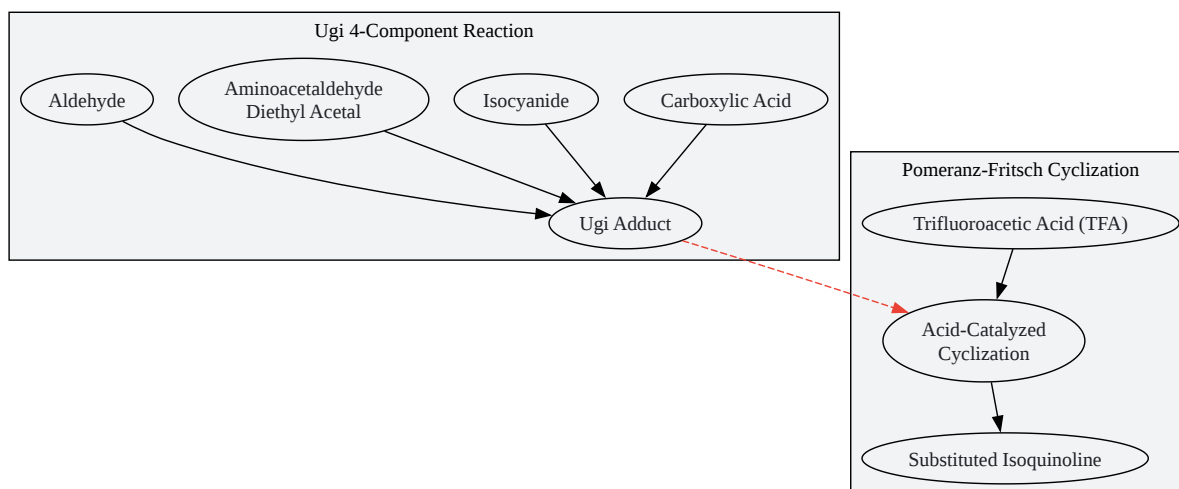 Ugi 4-Component Reaction
Aldehyde
Aminoacetaldehyde
Diethyl Acetal
Isocyanide
Carboxylic Acid
Ugi Adduct
Pomeranz-Fritsch Cyclization
Trifluoroacetic Acid (TFA)
Acid-Catalyzed
Cyclization
Substituted Isoquinoline